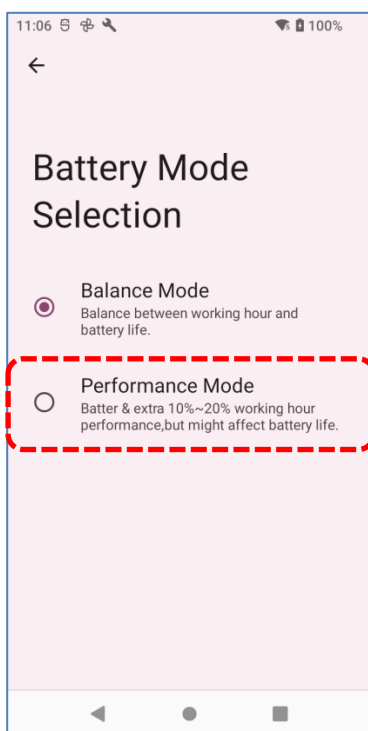 11:06 100%
Battery Mode
Selection
Balance Mode
Balance between working hour and
battery life.
Performance Mode
Batter & extra 10%~20% working hour
performance,but might affect battery life.